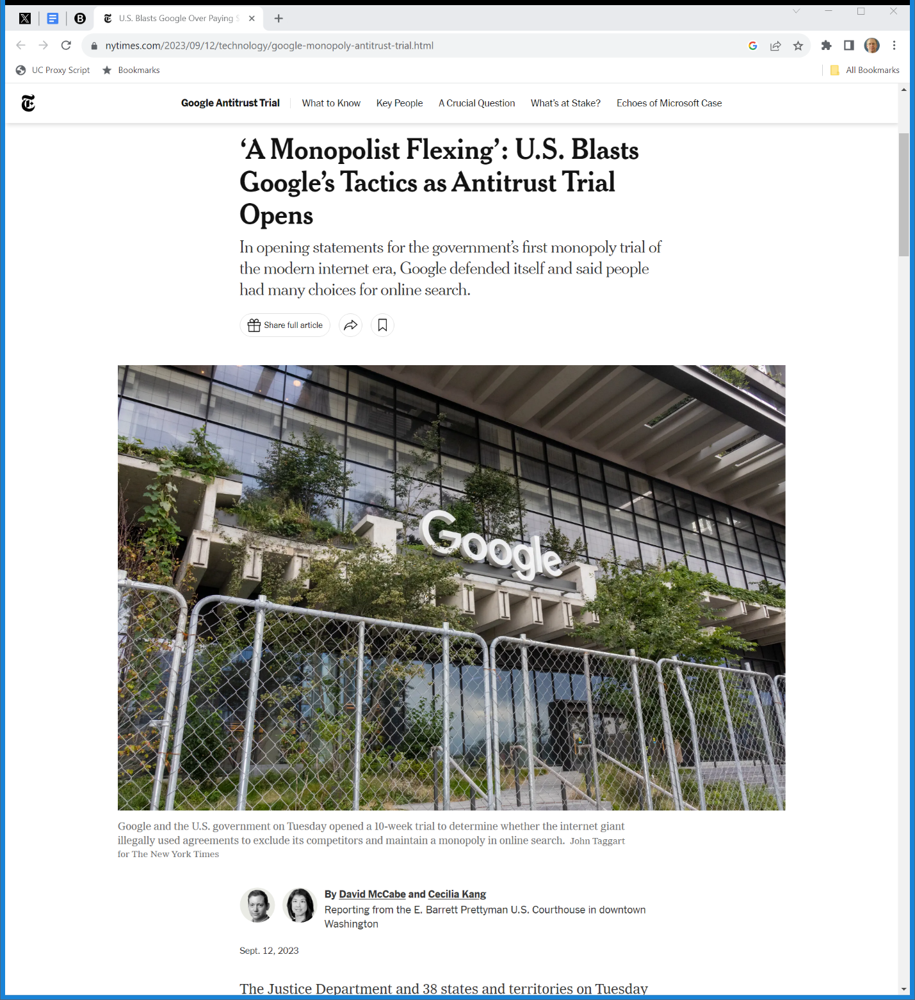 U.S. Blasts Google Over Paying
nytimes.com/2023/09/12/technology/google-monopoly-antitrust-trial.html
UC Proxy Script Bookmarks All Bookmarks
Google Antitrust Trial What to Know Key People A Crucial Question What's at Stake? Echoes of Microsoft Case
‘A Monopolist Flexing’: U.S. Blasts
Google’s Tactics as Antitrust Trial
Opens
In opening statements for the government’s first monopoly trial of
the modern internet era, Google defended itself and said people
had many choices for online search.
Share full article
Google
Google and the U.S. government on Tuesday opened a 10-week trial to determine whether the internet giant
illegally used agreements to exclude its competitors and maintain a monopoly in online search. John Taggart
for The New York Times
By David McCabe and Cecilia Kang
Reporting from the E. Barrett Prettyman U.S. Courthouse in downtown
Washington
Sept. 12, 2023
The Justice Department and 38 states and territories on Tuesday